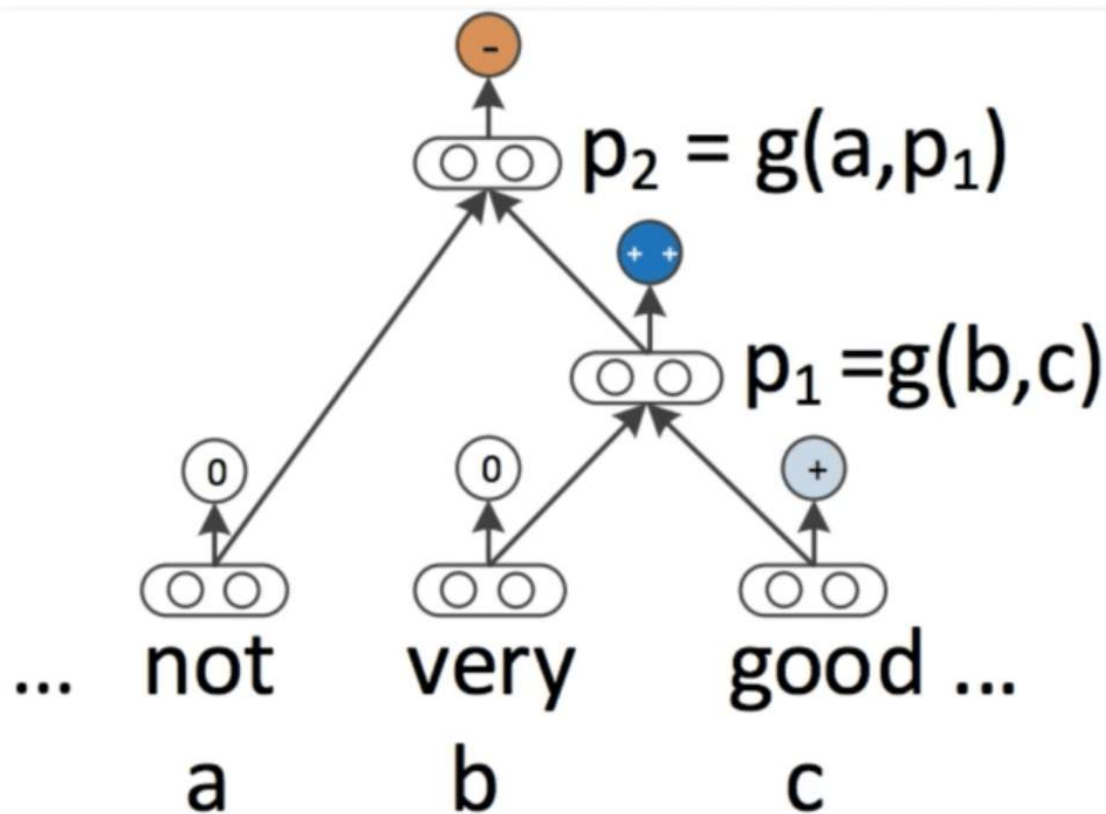 -
p₂ = g(a,p₁)
+ +
p₁ =g(b,c)
0 0 +
... not very good ...
a b c